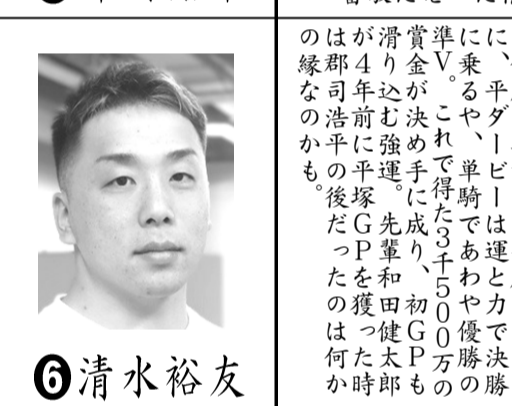 に、平ダービーは運と力で決勝
に乗るや、単騎であわや優勝の
準V。これで得た3千500万の
賞金が決め手に成り、初GPも
滑り込む強運。先輩和田健太郎
が4年前に平塚GPを獲った時
は郡司浩平の後だったのは何か
の縁なのかも。
❻清水裕友